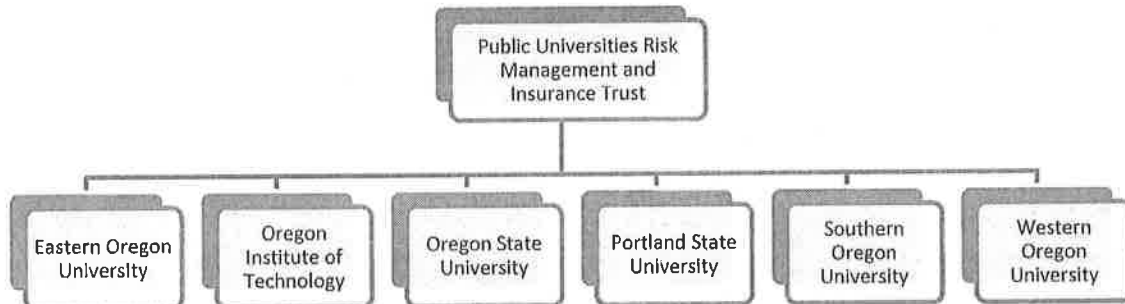 Public Universities Risk
Management and
Insurance Trust
Eastern Oregon
University
Oregon
Institute of
Technology
Oregon State
University
Portland State
University
Southern
Oregon
University
Western
Oregon
University